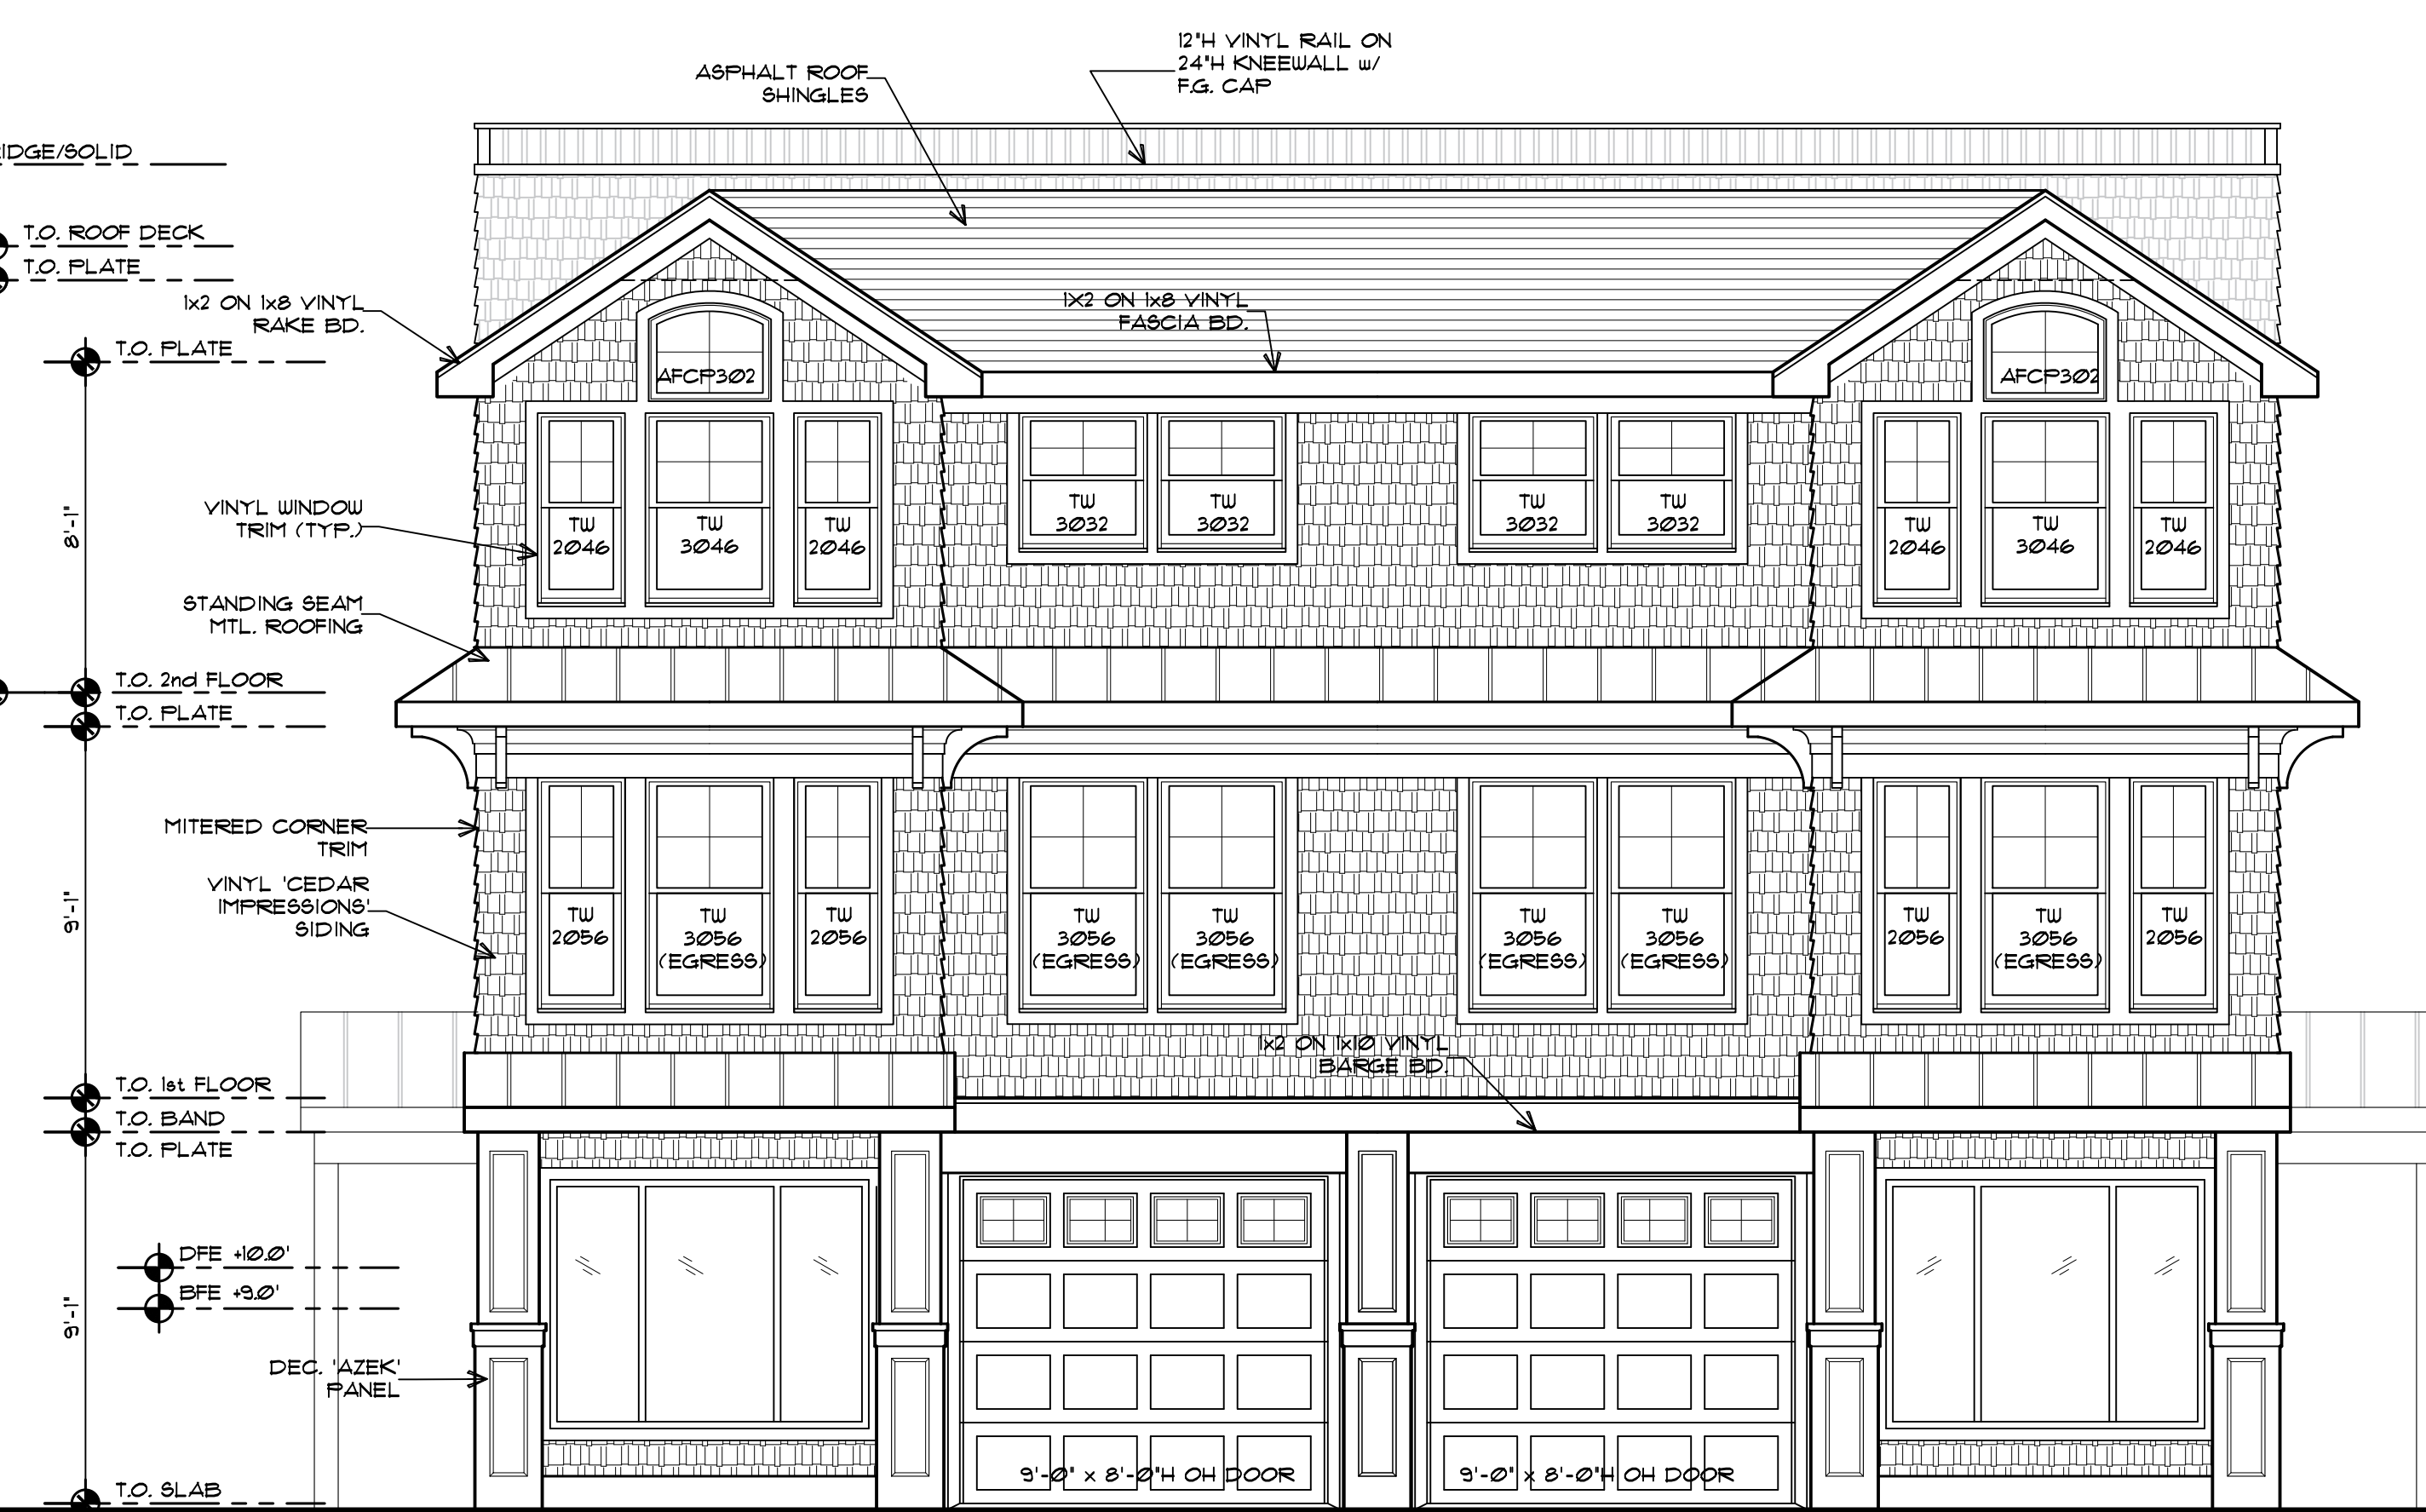 12"H VINYL RAIL ON
24"H KNEEWALL w/
F.G. CAP
ASPHALT ROOF
SHINGLES
IDGE/SOLID
T.O. ROOF DECK
T.O. PLATE
1x2 ON 1x8 VINYL
RAKE BD.
1X2 ON 1x8 VINYL
FASCIA BD.
T.O. PLATE
AFCP302
AFCP302
8'-1"
VINYL WINDOW
TRIM (TYP.)
TW
2046
TW
3046
TW
2046
TW
3032
TW
3032
TW
3032
TW
3032
TW
2046
TW
3046
TW
2046
STANDING SEAM
MTL. ROOFING
T.O. 2nd FLOOR
T.O. PLATE
MITERED CORNER
TRIM
9'-1"
VINYL 'CEDAR
IMPRESSIONS'
SIDING
TW
2056
TW
3056
(EGRESS)
TW
2056
TW
3056
(EGRESS)
TW
3056
(EGRESS)
TW
3056
(EGRESS)
TW
3056
(EGRESS)
TW
2056
TW
3056
(EGRESS)
TW
2056
1x2 ON 1x10 VINYL
BARGE BD.
T.O. 1st FLOOR
T.O. BAND
T.O. PLATE
DFE +10.0'
BFE +9.0'
9'-1"
DEC. 'AZEK'
PANEL
9'-0" x 8'-0"H OH DOOR
9'-0" x 8'-0"H OH DOOR
T.O. SLAB